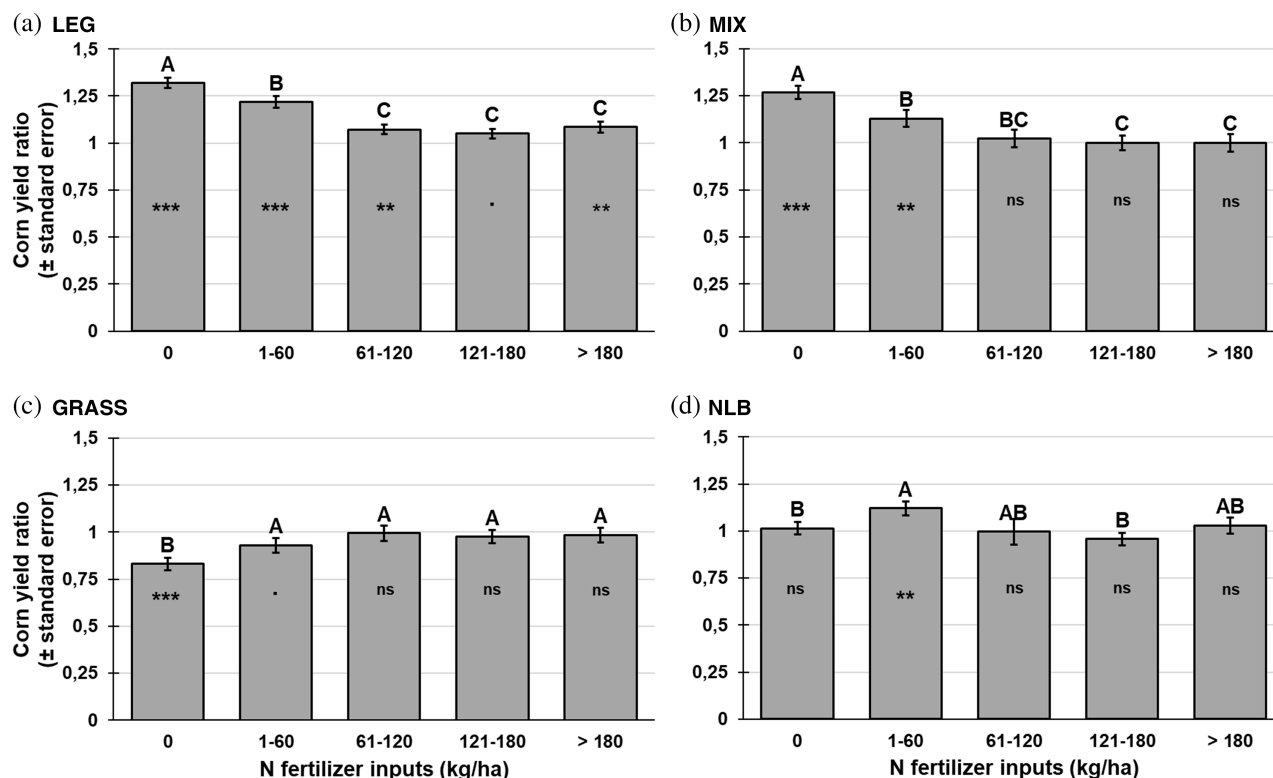 (a) LEG
Corn yield ratio
(± standard error)
1,5
1,25
1
0,75
0,5
0,25
0
A
B
C
C
C
***
***
**
.
**
0
1-60
61-120
121-180
> 180
(b) MIX
1,5
1,25
1
0,75
0,5
0,25
0
A
B
BC
C
C
***
**
ns
ns
ns
0
1-60
61-120
121-180
> 180
(c) GRASS
Corn yield ratio
(± standard error)
1,5
1,25
1
0,75
0,5
0,25
0
B
A
A
A
A
***
.
ns
ns
ns
0
1-60
61-120
121-180
> 180
N fertilizer inputs (kg/ha)
(d) NLB
1,5
1,25
1
0,75
0,5
0,25
0
B
A
AB
B
AB
ns
**
ns
ns
ns
0
1-60
61-120
121-180
> 180
N fertilizer inputs (kg/ha)